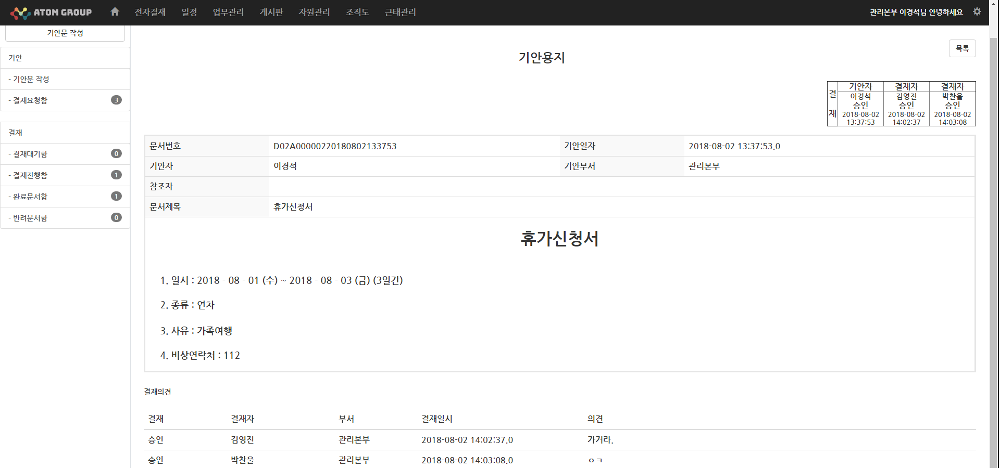 ATOM GROUP 전자결재 일정 업무관리 게시판 자원관리 조직도 근태관리 관리본부 이경석님 안녕하세요
기안문 작성
기안
- 기안문 작성
- 결재요청함 3
결재
- 결재대기함 0
- 결재진행함 1
- 완료문서함 1
- 반려문서함 0
목록
기안용지
결재 기안자 결재자 결재자
이경석 김영진 박찬울
승인 승인 승인
2018-08-02 2018-08-02 2018-08-02
13:37:53 14:02:37 14:03:08
문서번호 D02A00000220180802133753 기안일자 2018-08-02 13:37:53.0
기안자 이경석 기안부서 관리본부
참조자
문서제목 휴가신청서
휴가신청서
1. 일시 : 2018 - 08 - 01 (수) ~ 2018 - 08 - 03 (금) (3일간)
2. 종류 : 연차
3. 사유 : 가족여행
4. 비상연락처 : 112
결재의견
결재 결재자 부서 결재일시 의견
승인 김영진 관리본부 2018-08-02 14:02:37.0 가거라.
승인 박찬울 관리본부 2018-08-02 14:03:08.0 ㅇㅋ